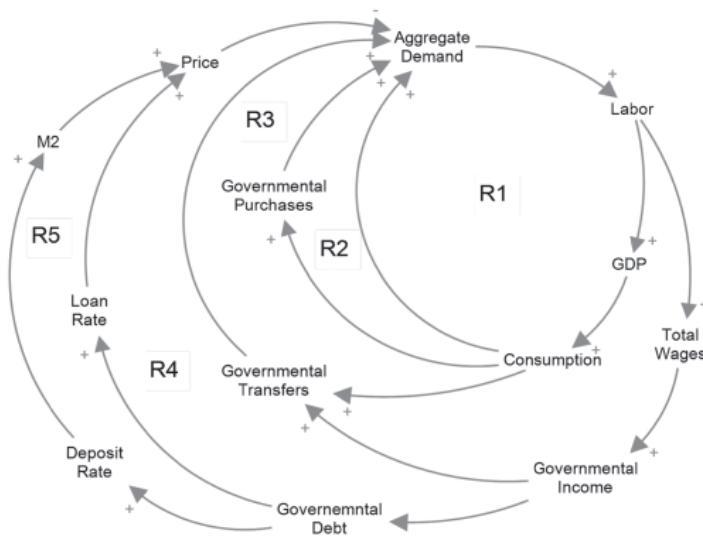 -
Aggregate
Demand
+
Price
+
+
+
+
+
+
Labor
R3
M2
+
Governmental
Purchases
+
R1
R5
R2
+
GDP
Loan
Rate
+
+
Total
Wages
+
Consumption
R4
Governmental
Transfers
+
+
Deposit
Rate
+
Governmental
Income
+
Governemntal
Debt